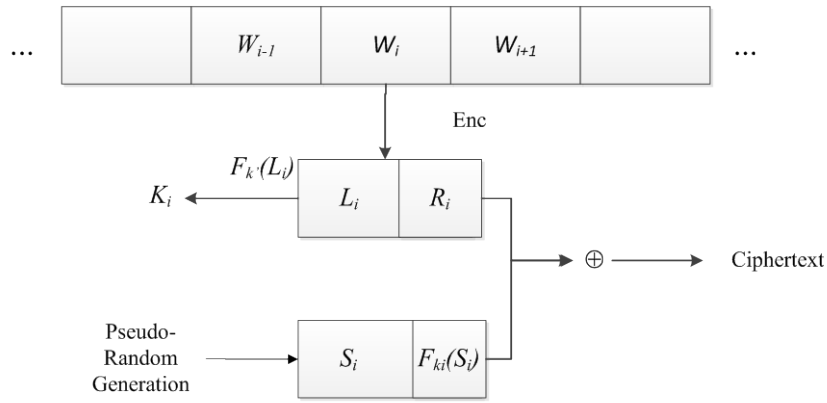 ... W_{i-1} W_i W_{i+1} ...
Enc
F_{k'}(L_i)
K_i L_i R_i
⊕ Ciphertext
Pseudo-
Random
Generation
S_i F_{ki}(S_i)